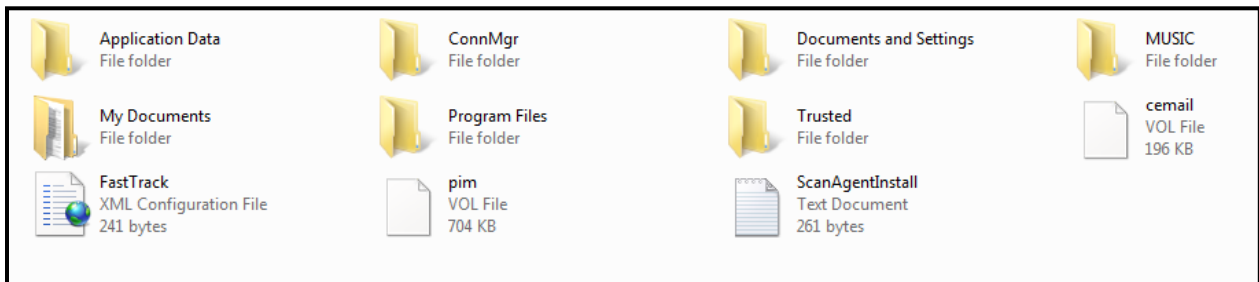 Application Data
File folder
ConnMgr
File folder
Documents and Settings
File folder
MUSIC
File folder
My Documents
File folder
Program Files
File folder
Trusted
File folder
cemail
VOL File
196 KB
FastTrack
XML Configuration File
241 bytes
pim
VOL File
704 KB
ScanAgentInstall
Text Document
261 bytes